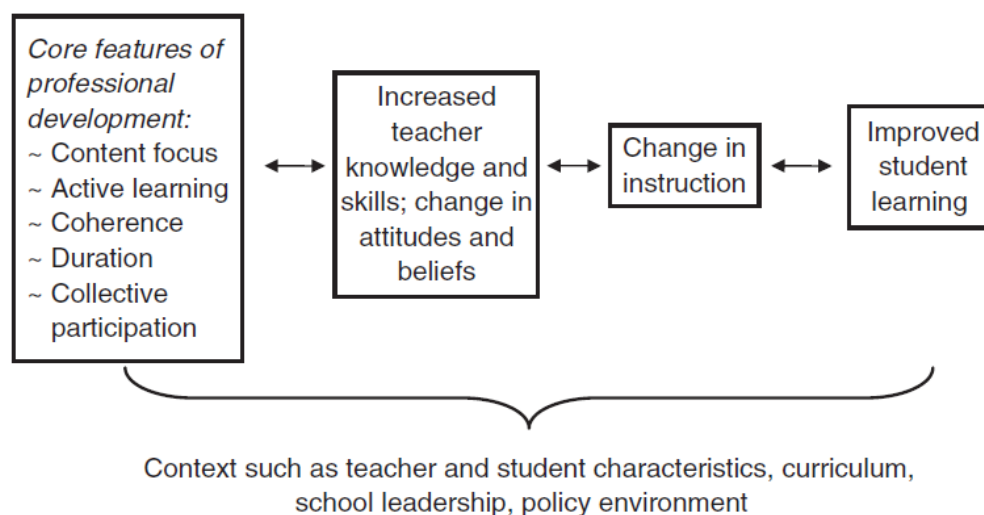 Core features of
professional
development:
~ Content focus
~ Active learning
~ Coherence
~ Duration
~ Collective
participation
Increased
teacher
knowledge and
skills; change in
attitudes and
beliefs
Change in
instruction
Improved
student
learning
Context such as teacher and student characteristics, curriculum,
school leadership, policy environment